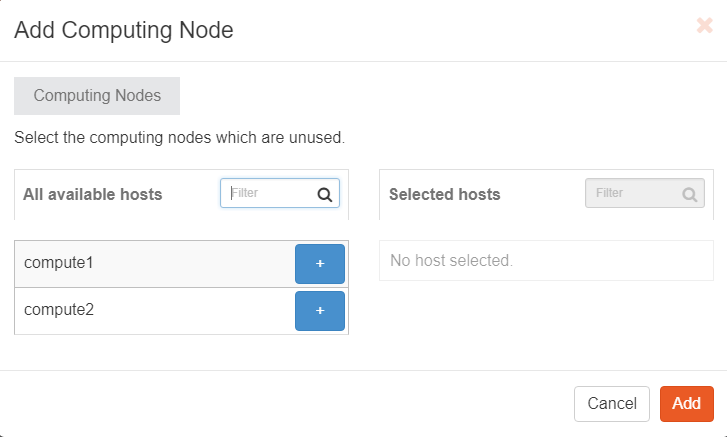 Add Computing Node
Computing Nodes
Select the computing nodes which are unused.
All available hosts
Filter
Selected hosts
Filter
compute1
+
No host selected.
compute2
+
Cancel
Add